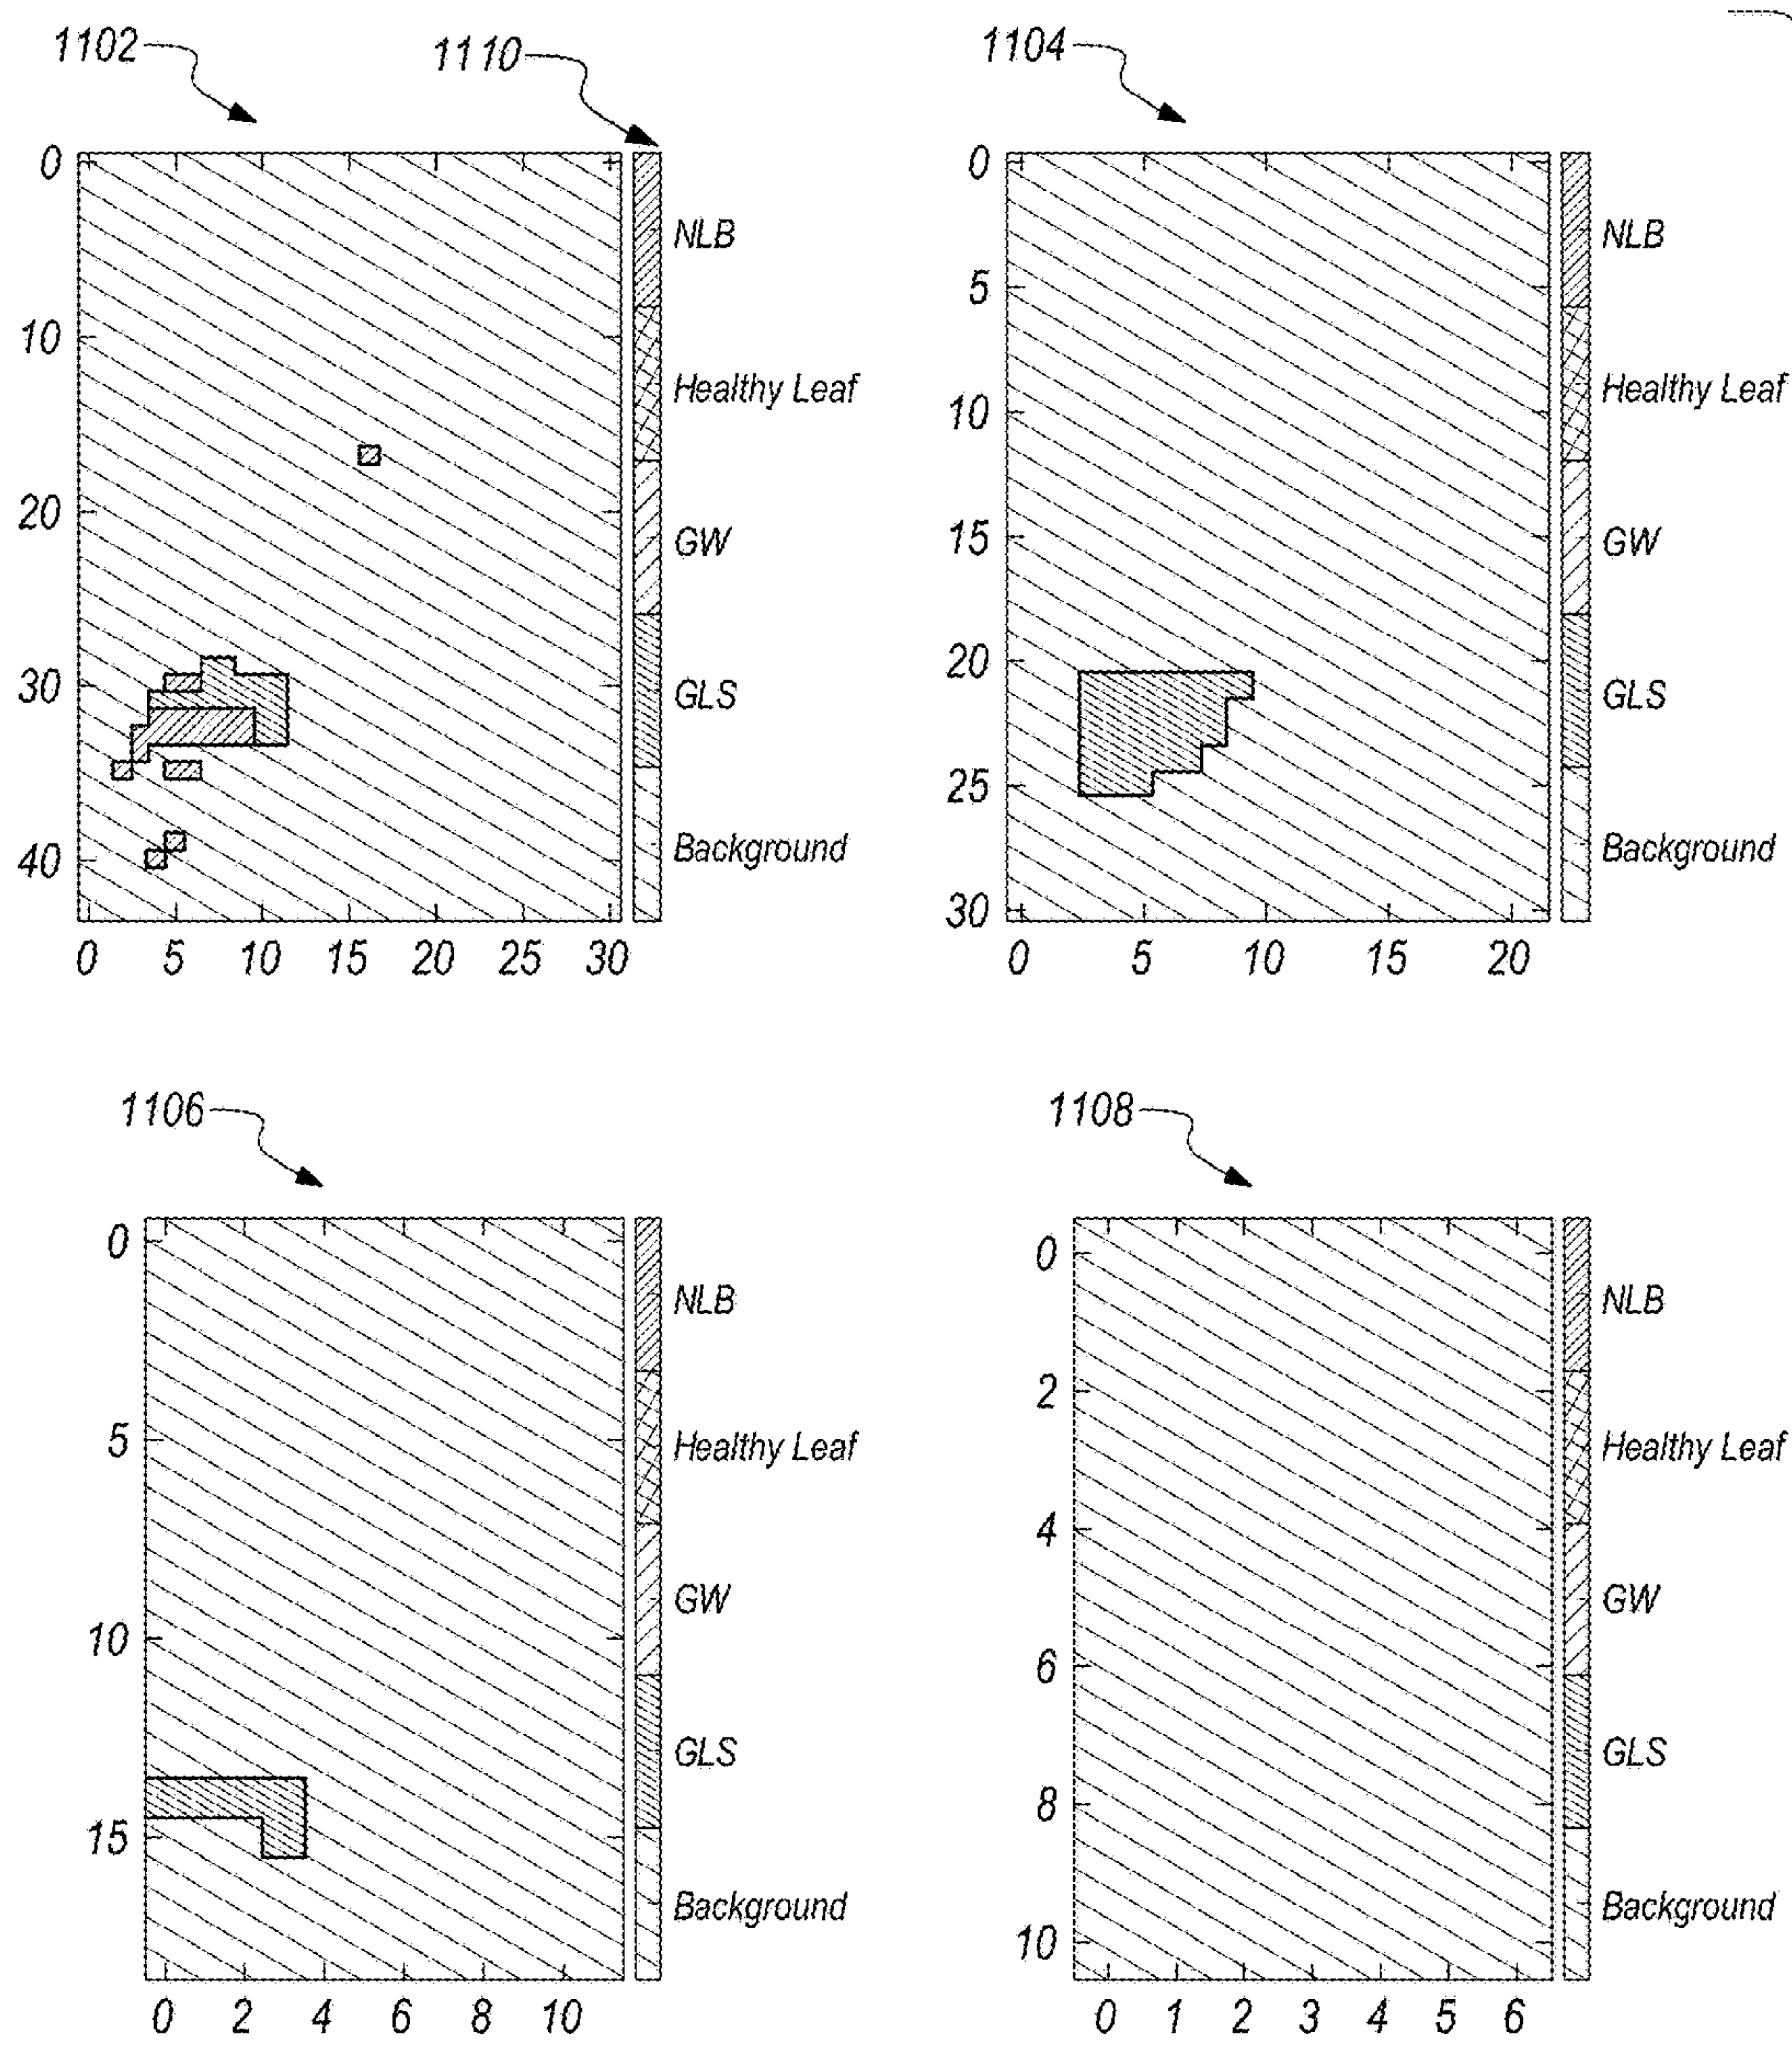 1102 1110 1104
0
10
20
30
40
0 5 10 15 20 25 30
NLB
Healthy Leaf
GW
GLS
Background
0
5
10
15
20
25
30
0 5 10 15 20
NLB
Healthy Leaf
GW
GLS
Background
1106 1108
0
5
10
15
0 2 4 6 8 10
NLB
Healthy Leaf
GW
GLS
Background
0
2
4
6
8
10
0 1 2 3 4 5 6
NLB
Healthy Leaf
GW
GLS
Background